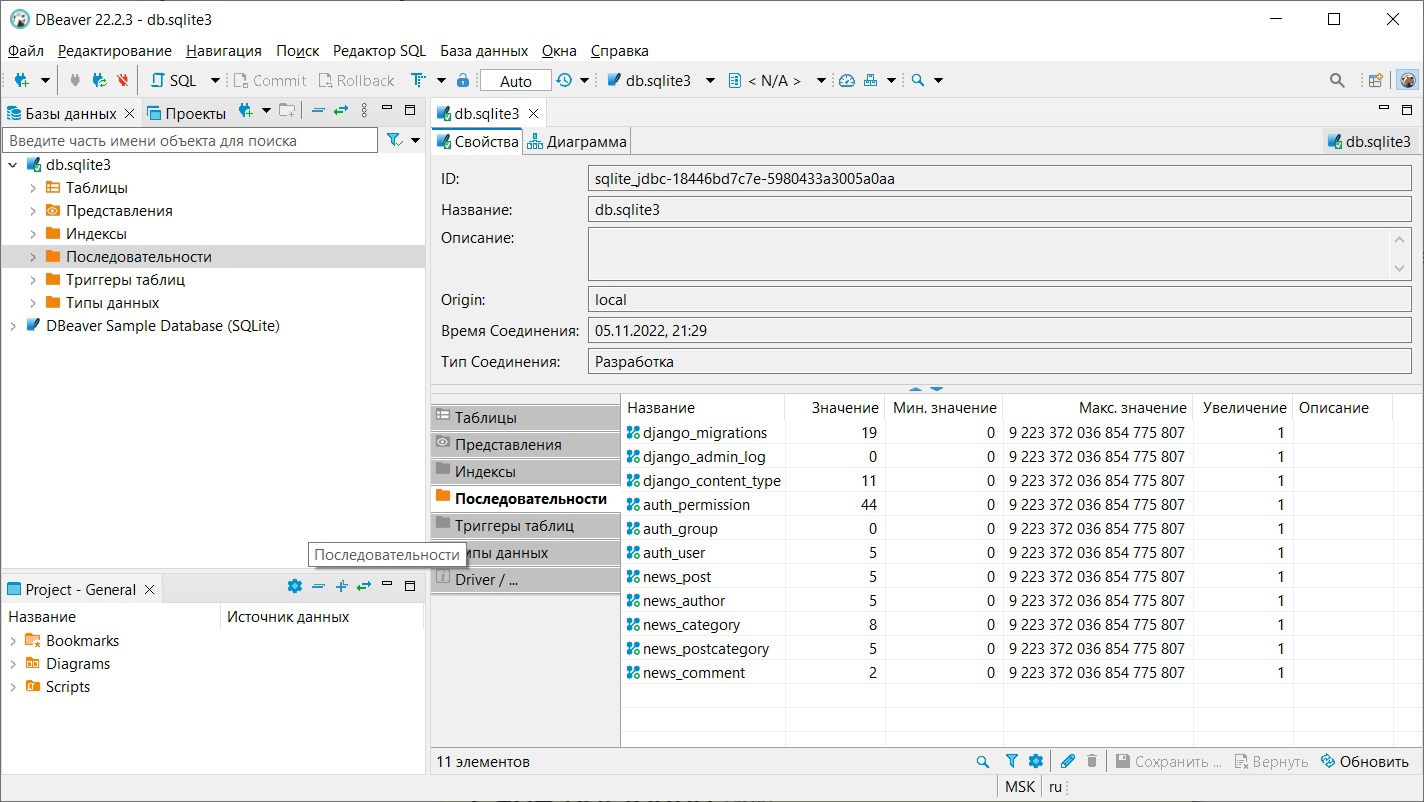 DBeaver 22.2.3 - db.sqlite3
Файл Редактирование Навигация Поиск Редактор SQL База данных Окна Справка
SQL Commit Rollback Auto db.sqlite3 < N/A >
Базы данных Проекты
Введите часть имени объекта для поиска
db.sqlite3
Таблицы
Представления
Индексы
Последовательности
Триггеры таблиц
Типы данных
DBeaver Sample Database (SQLite)
Последовательности
Project - General
Название Источник данных
Bookmarks
Diagrams
Scripts
db.sqlite3
Свойства Диаграмма db.sqlite3
ID: sqlite_jdbc-18446bd7c7e-5980433a3005a0aa
Название: db.sqlite3
Описание:
Origin: local
Время Соединения: 05.11.2022, 21:29
Тип Соединения: Разработка
Таблицы
Представления
Индексы
Последовательности
Триггеры таблиц
ипы данных
Driver / ...
Название Значение Мин. значение Макс. значение Увеличение Описание
django_migrations 19 0 9 223 372 036 854 775 807 1
django_admin_log 0 0 9 223 372 036 854 775 807 1
django_content_type 11 0 9 223 372 036 854 775 807 1
auth_permission 44 0 9 223 372 036 854 775 807 1
auth_group 0 0 9 223 372 036 854 775 807 1
auth_user 5 0 9 223 372 036 854 775 807 1
news_post 5 0 9 223 372 036 854 775 807 1
news_author 5 0 9 223 372 036 854 775 807 1
news_category 8 0 9 223 372 036 854 775 807 1
news_postcategory 5 0 9 223 372 036 854 775 807 1
news_comment 2 0 9 223 372 036 854 775 807 1
11 элементов Сохранить ... Вернуть Обновить
MSK ru